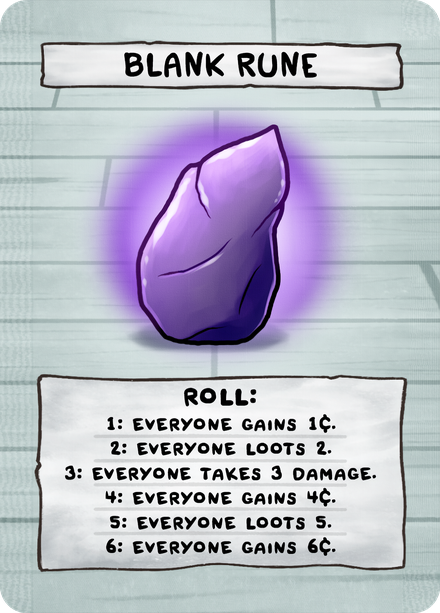 BLANK RUNE
ROLL:
1: EVERYONE GAINS 1¢.
2: EVERYONE LOOTS 2.
3: EVERYONE TAKES 3 DAMAGE.
4: EVERYONE GAINS 4¢.
5: EVERYONE LOOTS 5.
6: EVERYONE GAINS 6¢.